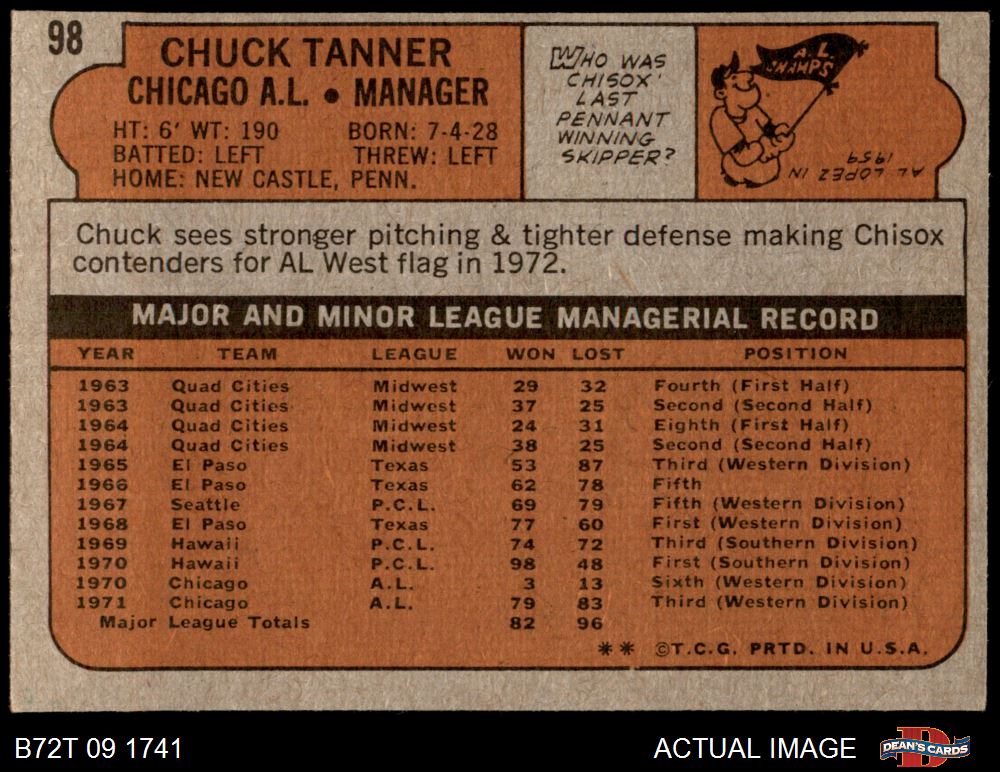 98
CHUCK TANNER
CHICAGO A.L. • MANAGER
HT: 6' WT: 190 BORN: 7-4-28
BATTED: LEFT THREW: LEFT
HOME: NEW CASTLE, PENN.
WHO WAS
CHISOX'
LAST
PENNANT
WINNING
SKIPPER?
A L
CHAMPS
AL LOPEZ IN
1959
Chuck sees stronger pitching & tighter defense making Chisox
contenders for AL West flag in 1972.
MAJOR AND MINOR LEAGUE MANAGERIAL RECORD
YEAR TEAM LEAGUE WON LOST POSITION
1963 Quad Cities Midwest 29 32 Fourth (First Half)
1963 Quad Cities Midwest 37 25 Second (Second Half)
1964 Quad Cities Midwest 24 31 Eighth (First Half)
1964 Quad Cities Midwest 38 25 Second (Second Half)
1965 El Paso Texas 53 87 Third (Western Division)
1966 El Paso Texas 62 78 Fifth
1967 Seattle P.C.L. 69 79 Fifth (Western Division)
1968 El Paso Texas 77 60 First (Western Division)
1969 Hawaii P.C.L. 74 72 Third (Southern Division)
1970 Hawaii P.C.L. 98 48 First (Southern Division)
1970 Chicago A.L. 3 13 Sixth (Western Division)
1971 Chicago A.L. 79 83 Third (Western Division)
Major League Totals 82 96
** ©T.C.G. PRTD. IN U.S.A.
B72T 09 1741 ACTUAL IMAGE D DEAN'S CARDS